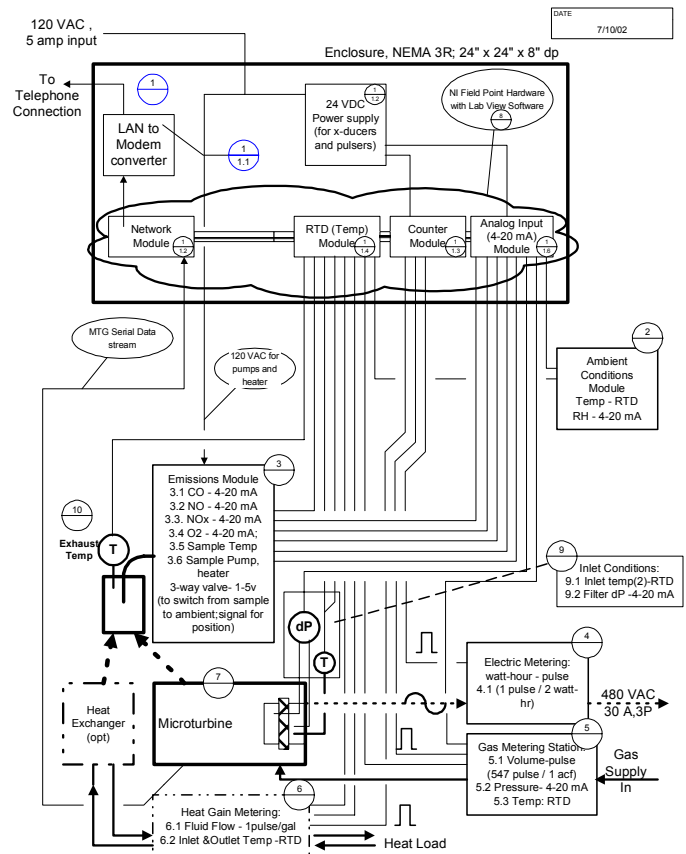 DATE
7/10/02
120 VAC ,
5 amp input
Enclosure, NEMA 3R; 24" x 24" x 8" dp
To
Telephone
Connection
1
LAN to
Modem
converter
1
1.1
24 VDC
Power supply
(for x-ducers
and pulsers)
1
1.2
NI Field Point Hardware
with Lab View Software
8
Network
Module
1
1.2
RTD (Temp)
Module
1
1.4
Counter
Module
1
1.3
Analog Input
(4-20 mA)
Module
1
1.6
MTG Serial Data
stream
120 VAC for
pumps and
heater
2
Ambient
Conditions
Module
Temp - RTD
RH - 4-20 mA
3
Emissions Module
3.1 CO - 4-20 mA
3.2 NO - 4-20 mA
3.3. NOx - 4-20 mA
3.4 O2 - 4-20 mA;
3.5 Sample Temp
3.6 Sample Pump,
heater
3-way valve- 1-5v
(to switch from sample
to ambient;signal for
position)
10
Exhaust
Temp
T
9
Inlet Conditions:
9.1 Inlet temp(2)-RTD
9.2 Filter dP -4-20 mA
dP
T
4
Electric Metering:
watt-hour - pulse
4.1 (1 pulse / 2 watt-
hr)
480 VAC
30 A,3P
Heat
Exchanger
(opt)
7
Microturbine
5
Gas Metering Station:
5.1 Volume-pulse
(547 pulse / 1 acf)
5.2 Pressure- 4-20 mA
5.3 Temp: RTD
Gas
Supply
In
6
Heat Gain Metering:
6.1 Fluid Flow - 1pulse/gal
6.2 Inlet &Outlet Temp -RTD
Heat Load